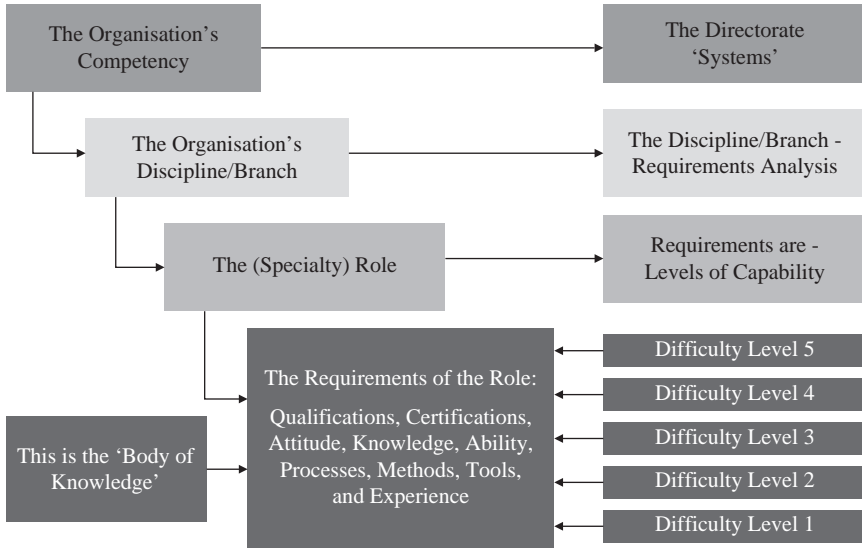 The Organisation’s
Competency
The Directorate
‘Systems’
The Organisation’s
Discipline/Branch
The Discipline/Branch -
Requirements Analysis
The (Specialty) Role
Requirements are -
Levels of Capability
The Requirements of the Role:
Qualifications, Certifications,
Attitude, Knowledge, Ability,
Processes, Methods, Tools,
and Experience
This is the ‘Body of
Knowledge’
Difficulty Level 5
Difficulty Level 4
Difficulty Level 3
Difficulty Level 2
Difficulty Level 1